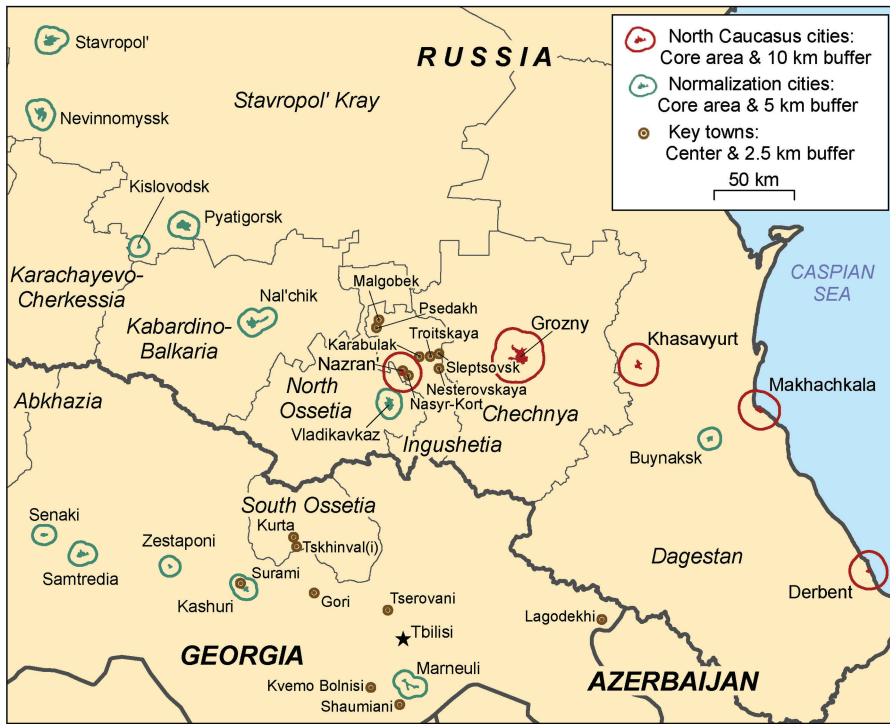 Stavropol'
RUSSIA
North Caucasus cities:
Core area & 10 km buffer
Normalization cities:
Core area & 5 km buffer
Key towns:
Center & 2.5 km buffer
50 km
Stavropol' Kray
Nevinnomyssk
Kislovodsk
Pyatigorsk
Karachayevo-
Cherkessia
CASPIAN
SEA
Malgobek
Nal'chik
Psedakh
Kabardino-
Balkaria
Troitskaya
Grozny
Karabulak
Khasavyurt
Nazran'
Sleptsovsk
North
Ossetia
Nesterovskaya
Makhachkala
Nasyr-Kort
Chechnya
Abkhazia
Vladikavkaz
Ingushetia
Buynaksk
South Ossetia
Senaki
Kurta
Zestaponi
Tskhinval(i)
Dagestan
Samtredia
Surami
Kashuri
Gori
Tserovani
Derbent
Lagodekhi
Tbilisi
GEORGIA
Marneuli
AZERBAIJAN
Kvemo Bolnisi
Shaumiani